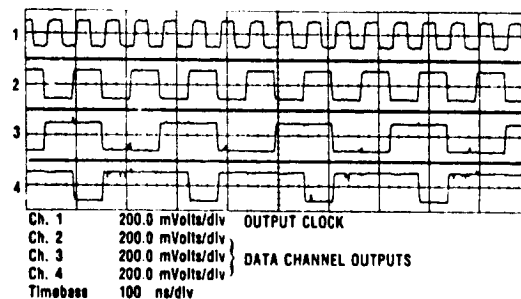 1
2
3
4
Ch. 1 200.0 mVolts/div OUTPUT CLOCK
Ch. 2 200.0 mVolts/div
Ch. 3 200.0 mVolts/div DATA CHANNEL OUTPUTS
Ch. 4 200.0 mVolts/div
Timebase 100 ns/div